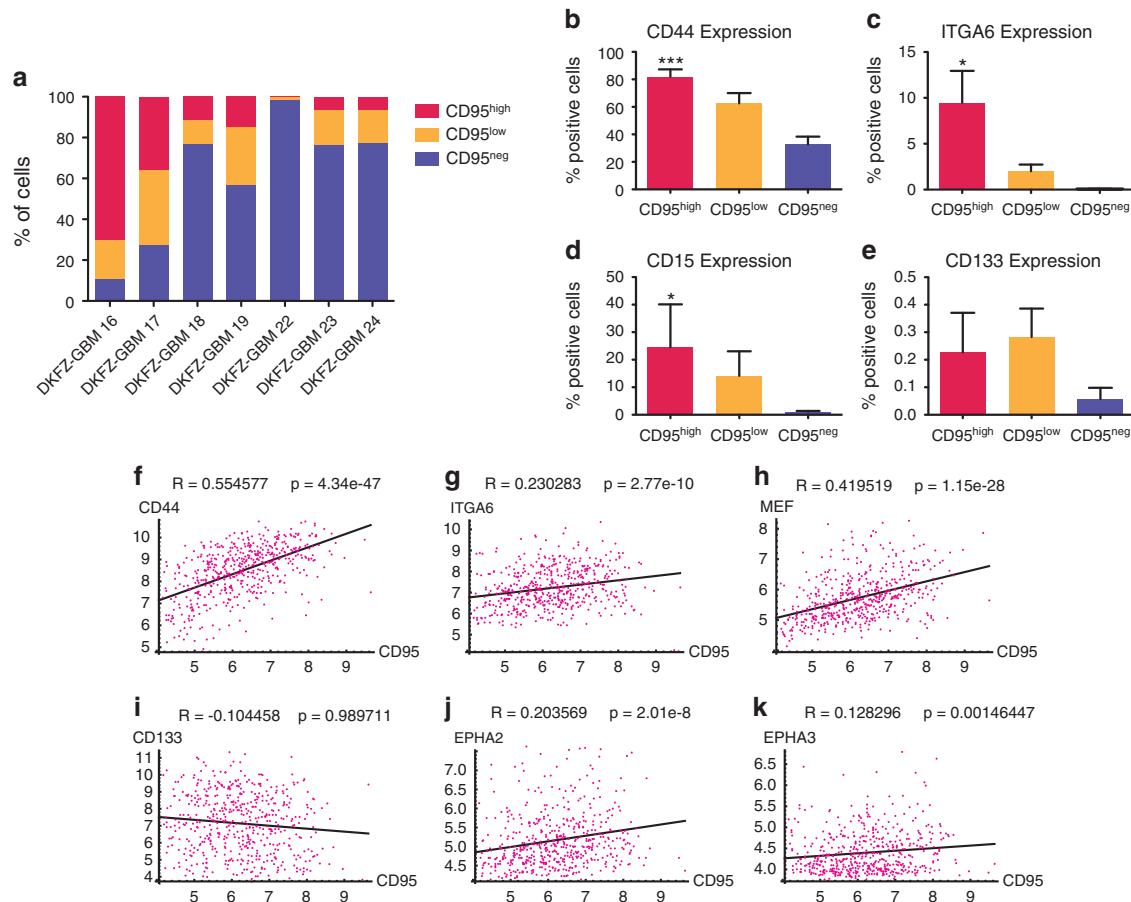 a
% of cells
100
80
60
40
20
0
DKFZ-GBM 16
DKFZ-GBM 17
DKFZ-GBM 18
DKFZ-GBM 19
DKFZ-GBM 22
DKFZ-GBM 23
DKFZ-GBM 24
CD95high
CD95low
CD95neg
b
CD44 Expression
% positive cells
100
80
60
40
20
0
***
CD95high CD95low CD95neg
c
ITGA6 Expression
% positive cells
15
10
5
0
*
CD95high CD95low CD95neg
d
CD15 Expression
% positive cells
50
40
30
20
10
0
*
CD95high CD95low CD95neg
e
CD133 Expression
% positive cells
0.5
0.4
0.3
0.2
0.1
0.0
CD95high CD95low CD95neg
f
R = 0.554577 p = 4.34e-47
CD44
10
9
8
7
6
5
5 6 7 8 9
CD95
g
R = 0.230283 p = 2.77e-10
ITGA6
10
9
8
7
6
5
5 6 7 8 9
CD95
h
R = 0.419519 p = 1.15e-28
MEF
8
7
6
5
5 6 7 8 9
CD95
i
R = -0.104458 p = 0.989711
CD133
11
10
9
8
7
6
5
4
5 6 7 8 9
CD95
j
R = 0.203569 p = 2.01e-8
EPHA2
7.0
6.5
6.0
5.5
5.0
4.5
5 6 7 8 9
CD95
k
R = 0.128296 p = 0.00146447
EPHA3
6.5
6.0
5.5
5.0
4.5
4.0
5 6 7 8 9
CD95